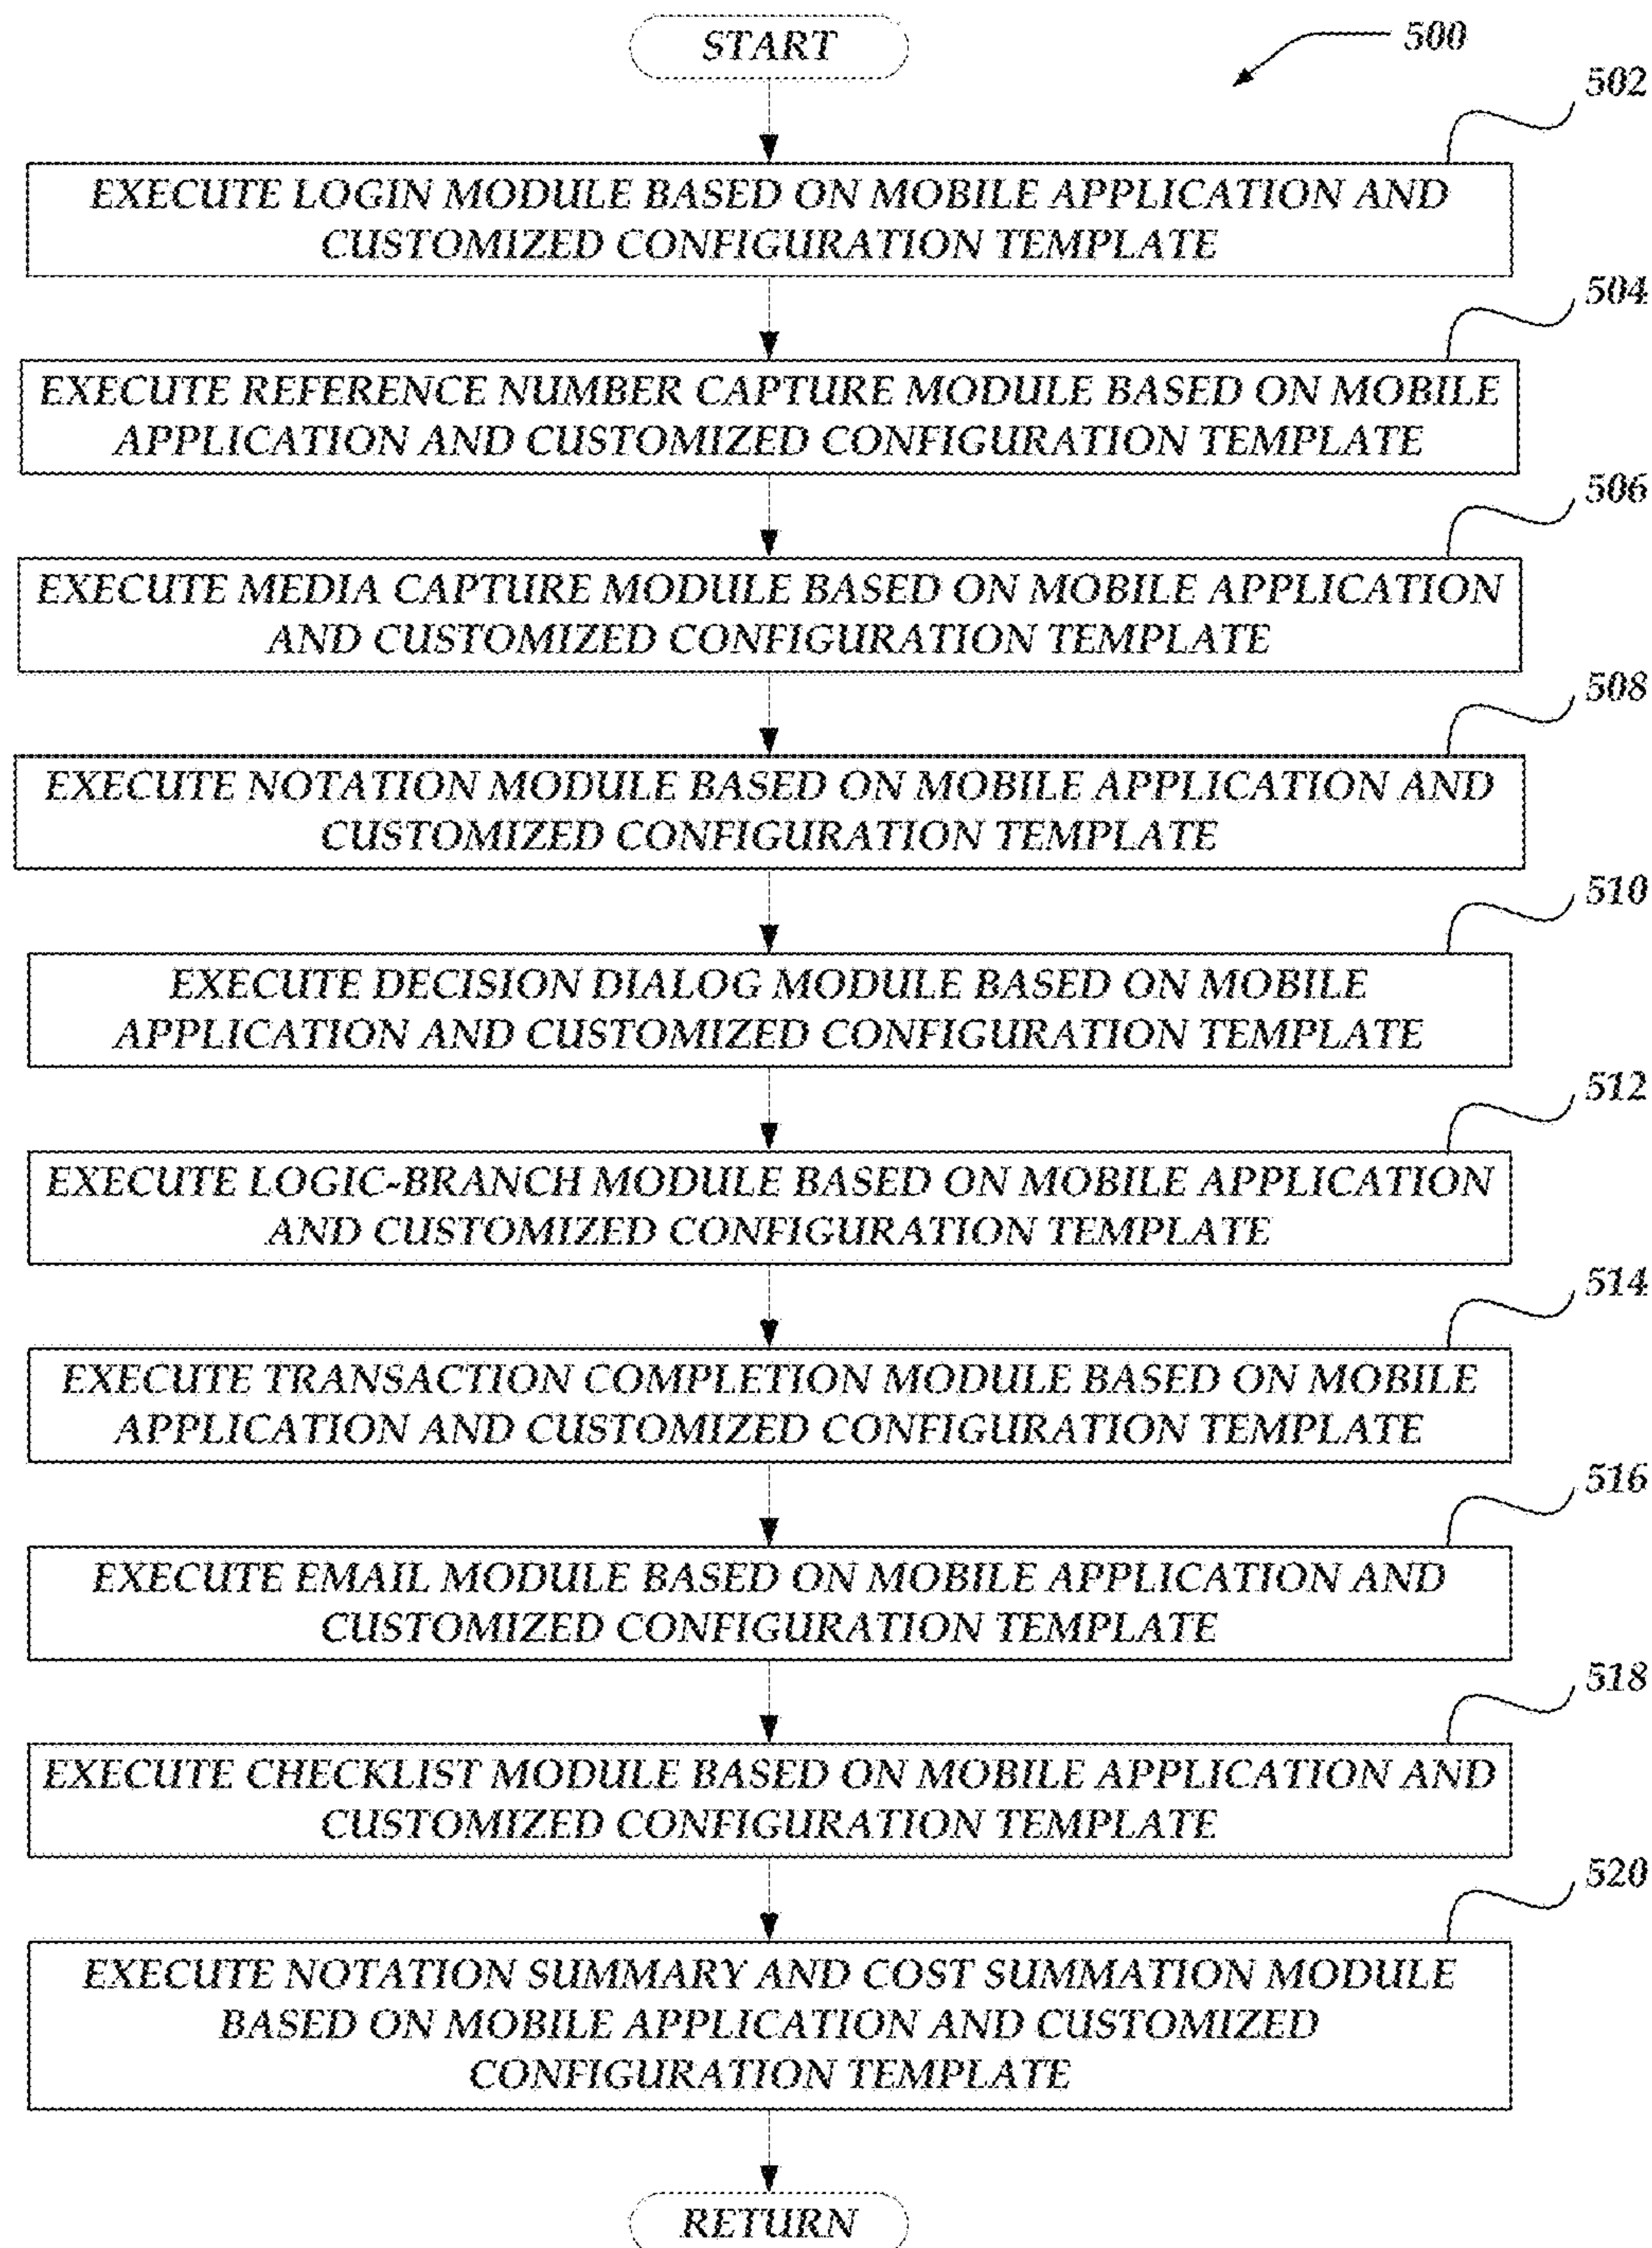 START
500
502
EXECUTE LOGIN MODULE BASED ON MOBILE APPLICATION AND
CUSTOMIZED CONFIGURATION TEMPLATE
504
EXECUTE REFERENCE NUMBER CAPTURE MODULE BASED ON MOBILE
APPLICATION AND CUSTOMIZED CONFIGURATION TEMPLATE
506
EXECUTE MEDIA CAPTURE MODULE BASED ON MOBILE APPLICATION
AND CUSTOMIZED CONFIGURATION TEMPLATE
508
EXECUTE NOTATION MODULE BASED ON MOBILE APPLICATION AND
CUSTOMIZED CONFIGURATION TEMPLATE
510
EXECUTE DECISION DIALOG MODULE BASED ON MOBILE
APPLICATION AND CUSTOMIZED CONFIGURATION TEMPLATE
512
EXECUTE LOGIC-BRANCH MODULE BASED ON MOBILE APPLICATION
AND CUSTOMIZED CONFIGURATION TEMPLATE
514
EXECUTE TRANSACTION COMPLETION MODULE BASED ON MOBILE
APPLICATION AND CUSTOMIZED CONFIGURATION TEMPLATE
516
EXECUTE EMAIL MODULE BASED ON MOBILE APPLICATION AND
CUSTOMIZED CONFIGURATION TEMPLATE
518
EXECUTE CHECKLIST MODULE BASED ON MOBILE APPLICATION AND
CUSTOMIZED CONFIGURATION TEMPLATE
520
EXECUTE NOTATION SUMMARY AND COST SUMMATION MODULE
BASED ON MOBILE APPLICATION AND CUSTOMIZED
CONFIGURATION TEMPLATE
RETURN